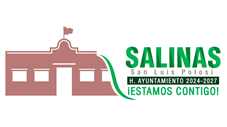 SALINAS
San Luis Potosí
H. AYUNTAMIENTO 2024-2027
¡ESTAMOS CONTIGO!